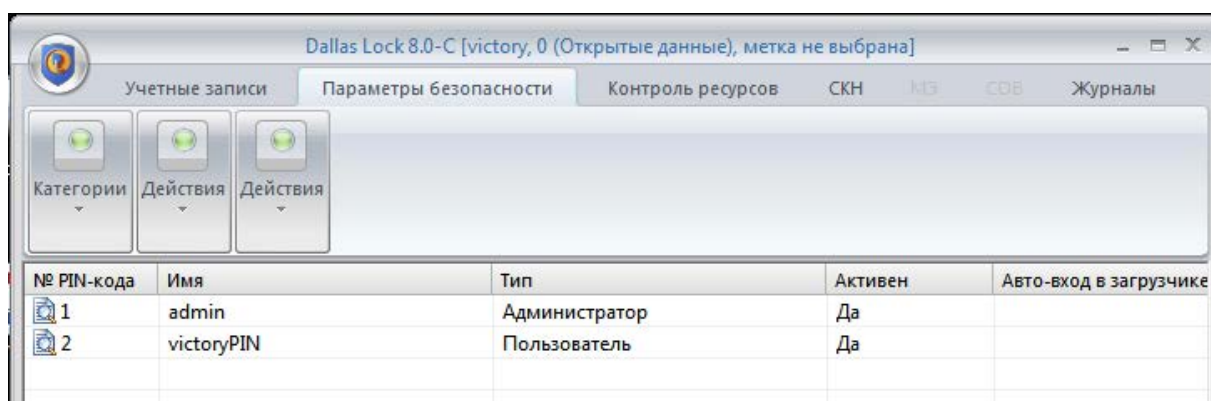 Dallas Lock 8.0-C [victory, 0 (Открытые данные), метка не выбрана]
Учетные записи Параметры безопасности Контроль ресурсов СКН МЭ СОВ Журналы
Категории Действия Действия
№ PIN-кода Имя Тип Активен Авто-вход в загрузчике
1 admin Администратор Да
2 victoryPIN Пользователь Да